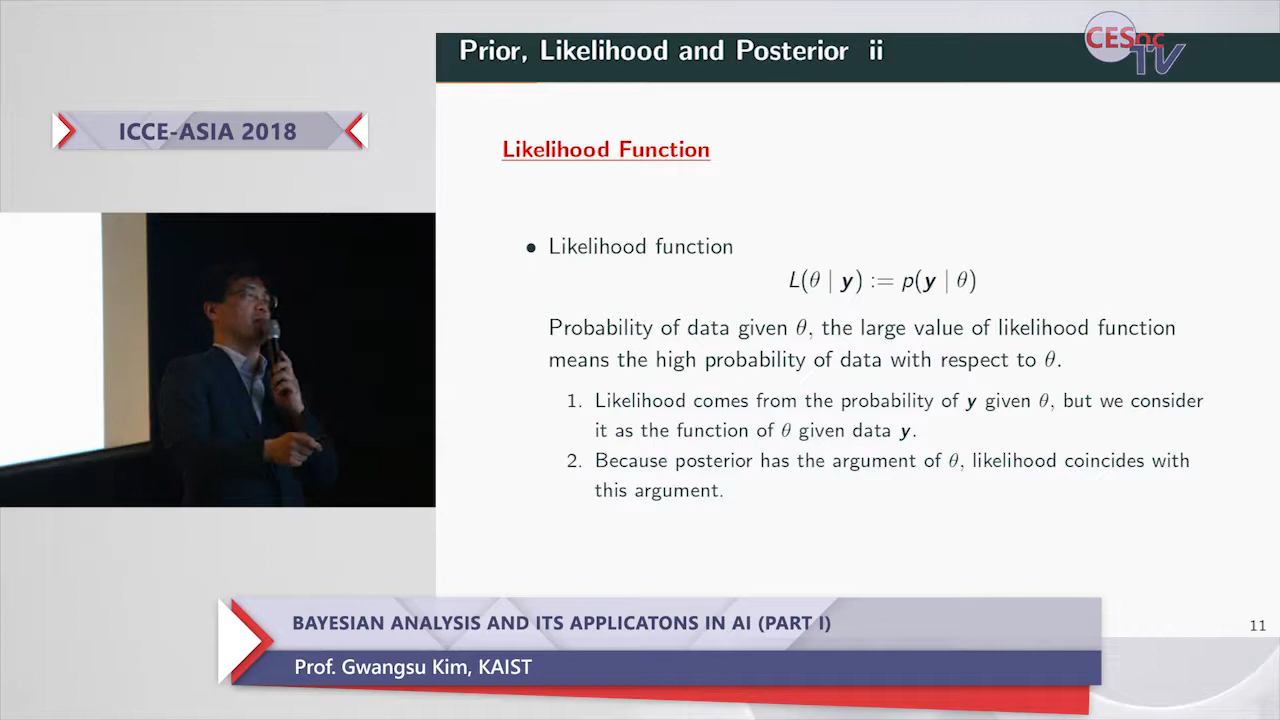 Prior, Likelihood and Posterior ii
CESoc
TV
ICCE-ASIA 2018
Likelihood Function
• Likelihood function
L(θ | y) := p(y | θ)
Probability of data given θ, the large value of likelihood function
means the high probability of data with respect to θ.
1. Likelihood comes from the probability of y given θ, but we consider
it as the function of θ given data y.
2. Because posterior has the argument of θ, likelihood coincides with
this argument.
BAYESIAN ANALYSIS AND ITS APPLICATONS IN AI (PART I)
Prof. Gwangsu Kim, KAIST
11